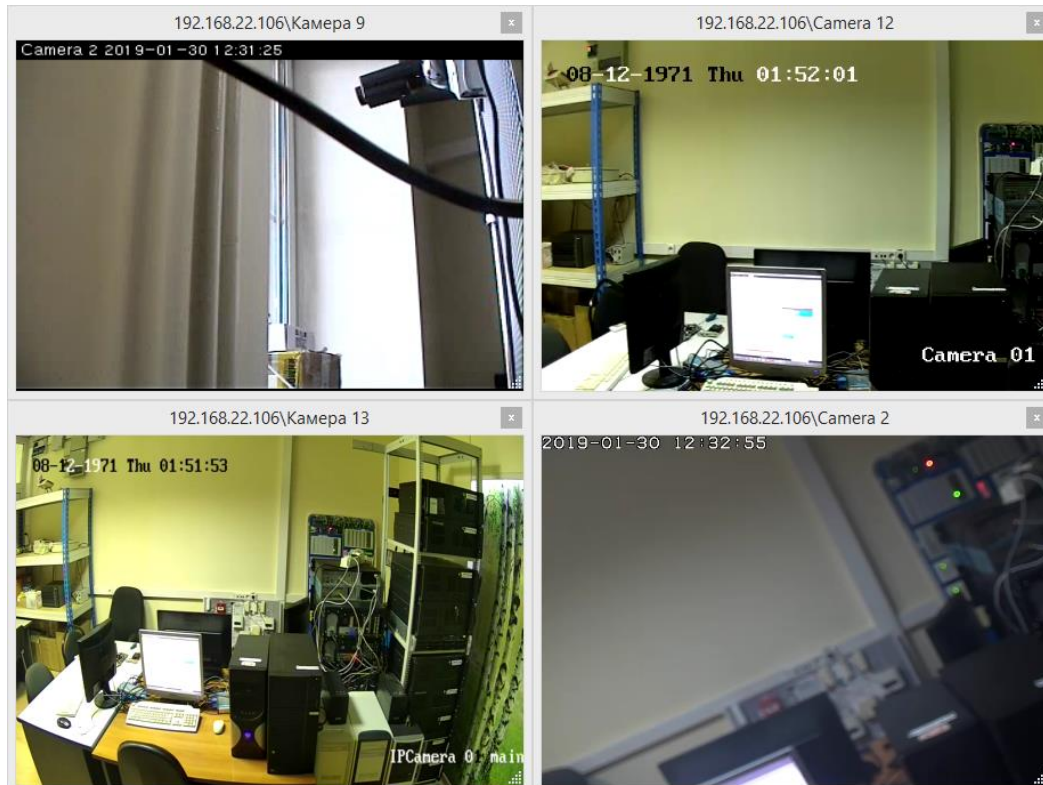 192.168.22.106\Камера 9
x
Camera 2 2019-01-30 12:31:25
192.168.22.106\Camera 12
x
08-12-1971 Thu 01:52:01
Camera 01
192.168.22.106\Камера 13
x
08-12-1971 Thu 01:51:53
IPCamera 0 main
192.168.22.106\Camera 2
x
2019-01-30 12:32:55